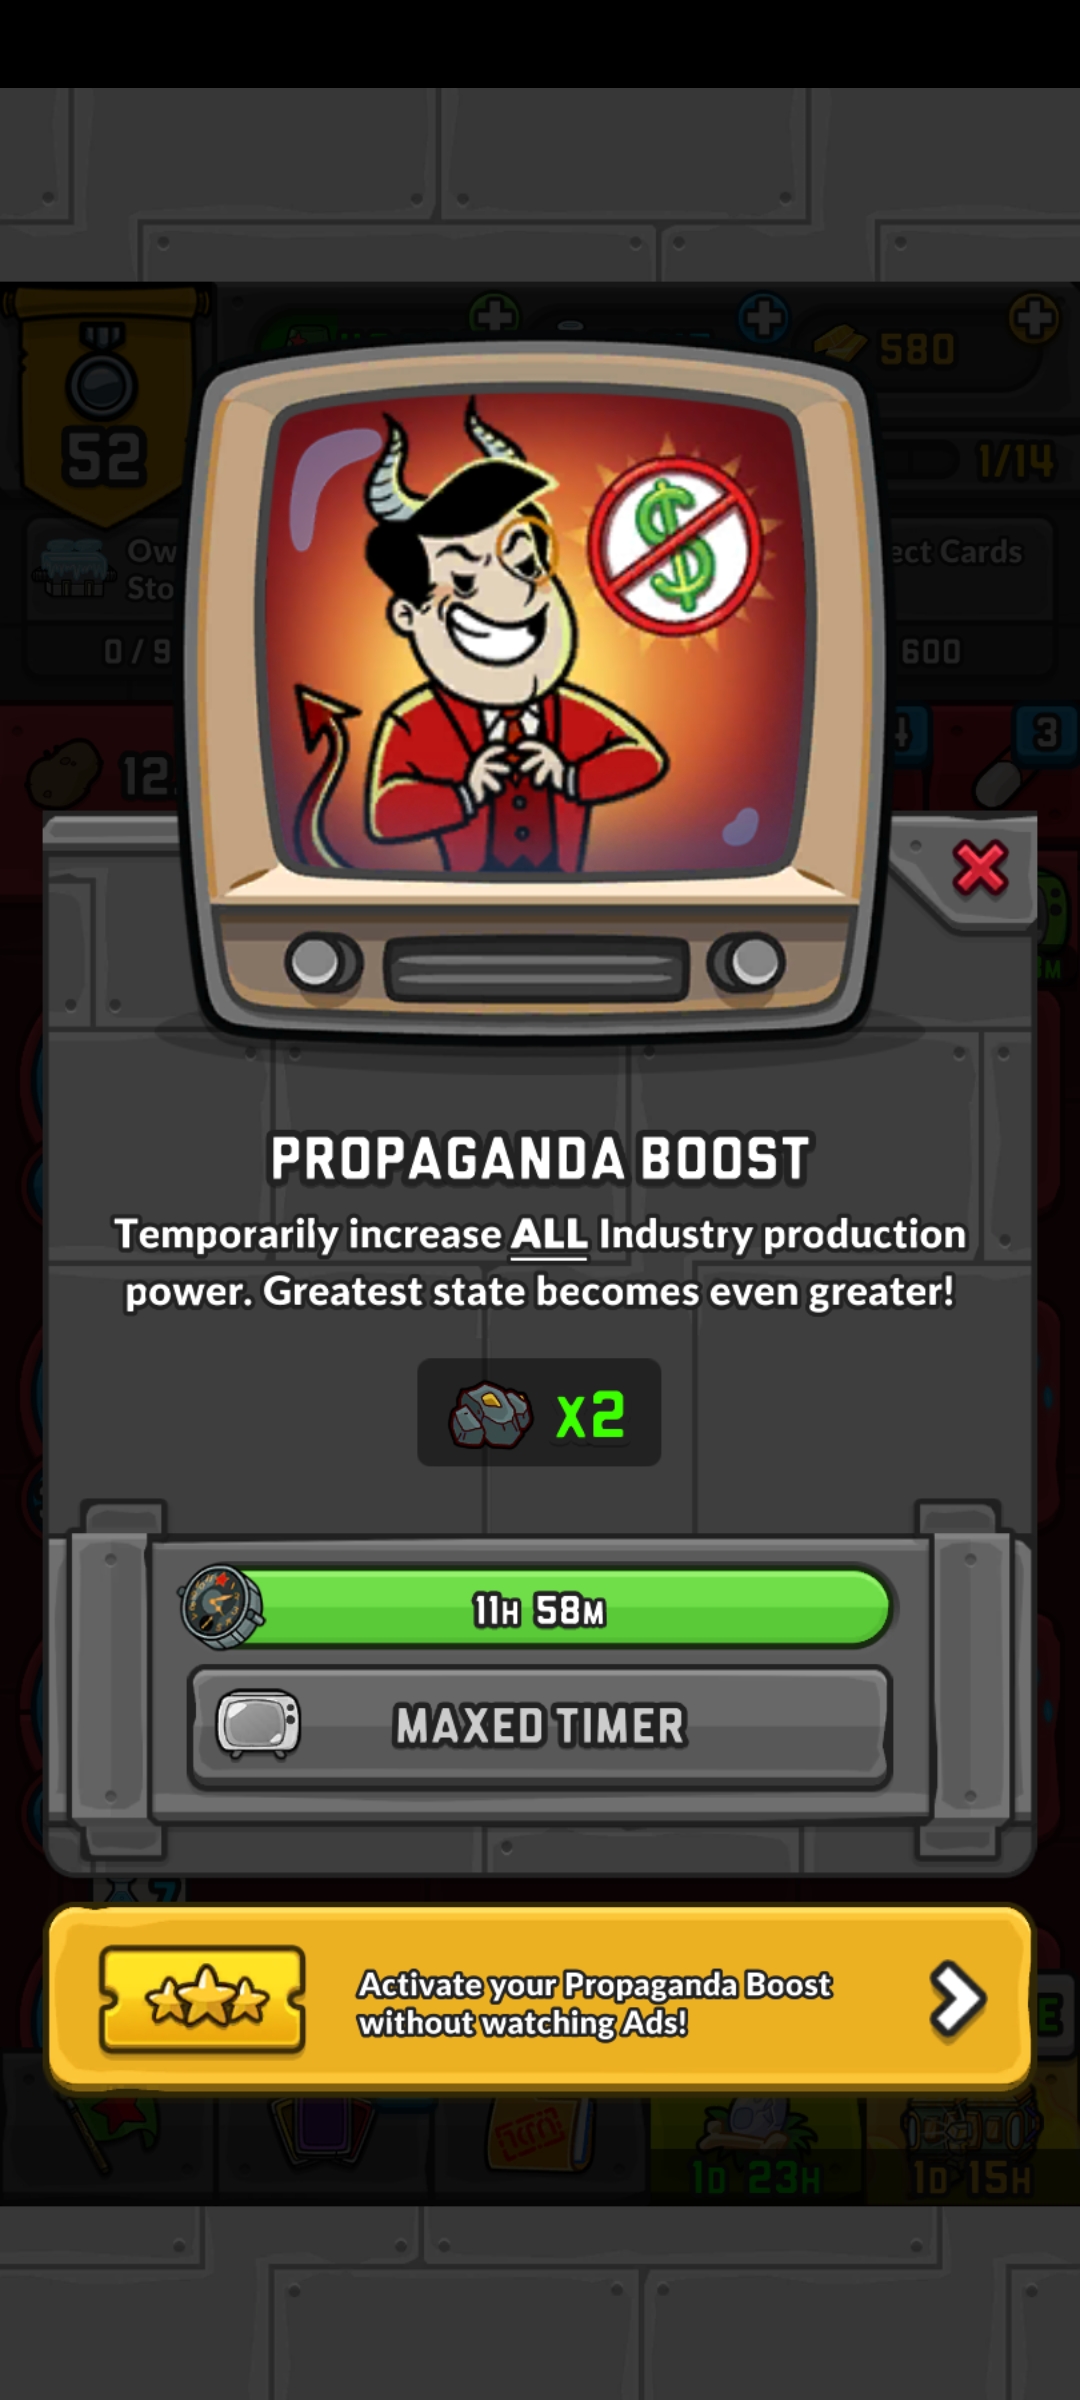 580
52
1/14
Ow
ect Cards
Sto
0 / 9
600
12.
3
PROPAGANDA BOOST
Temporarily increase ALL Industry production
power. Greatest state becomes even greater!
X2
11H 58M
MAXED TIMER
7
Activate your Propaganda Boost
without watching Ads!
E
1D 23H
1D 15H